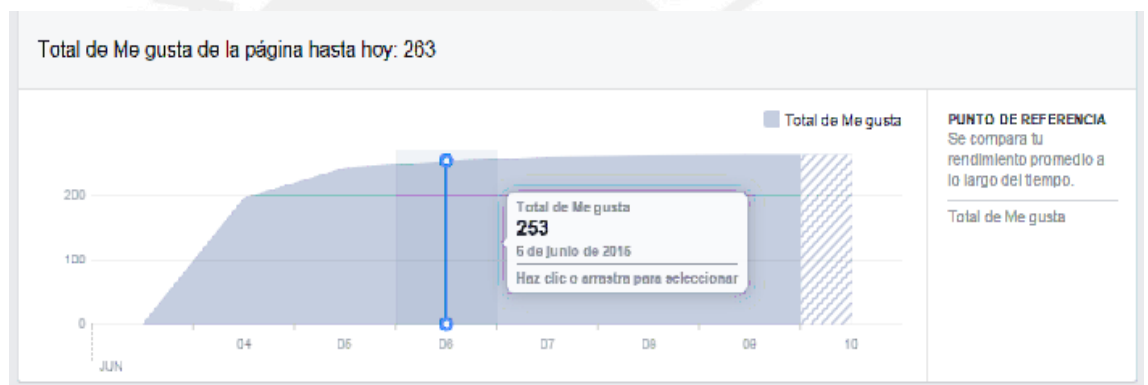 Total de Me gusta de la página hasta hoy: 263
Total de Me gusta
PUNTO DE REFERENCIA
Se compara tu
rendimiento promedio a
lo largo del tiempo.
Total de Me gusta
200
100
0
Total de Me gusta
253
6 de junio de 2016
Haz clic o arrastra para seleccionar
04
05
06
07
08
09
10
JUN